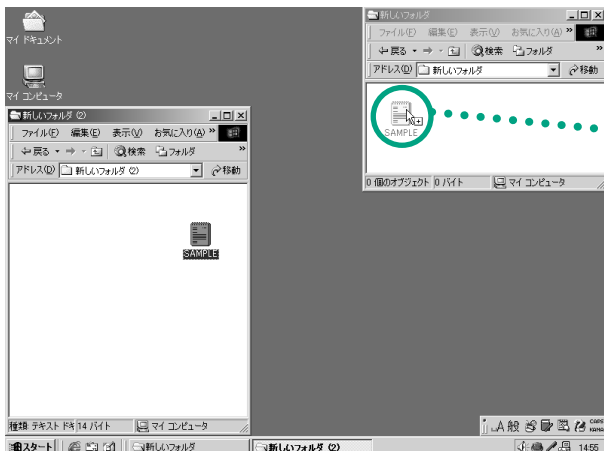 マイ ドキュメント
マイ コンピュータ
新しいフォルダ
ファイル(F) 編集(E) 表示(V) お気に入り(A) »
戻る 検索 フォルダ »
アドレス(D) 新しいフォルダ 移動
SAMPLE
0 個のオブジェクト 0 バイト マイ コンピュータ
新しいフォルダ (2)
ファイル(F) 編集(E) 表示(V) お気に入り(A) »
戻る 検索 フォルダ »
アドレス(D) 新しいフォルダ (2) 移動
SAMPLE
種類: テキスト ドキ 14 バイト マイ コンピュータ
A 般 CAPS
KANA
スタート 新しいフォルダ 新しいフォルダ (2) 14:55